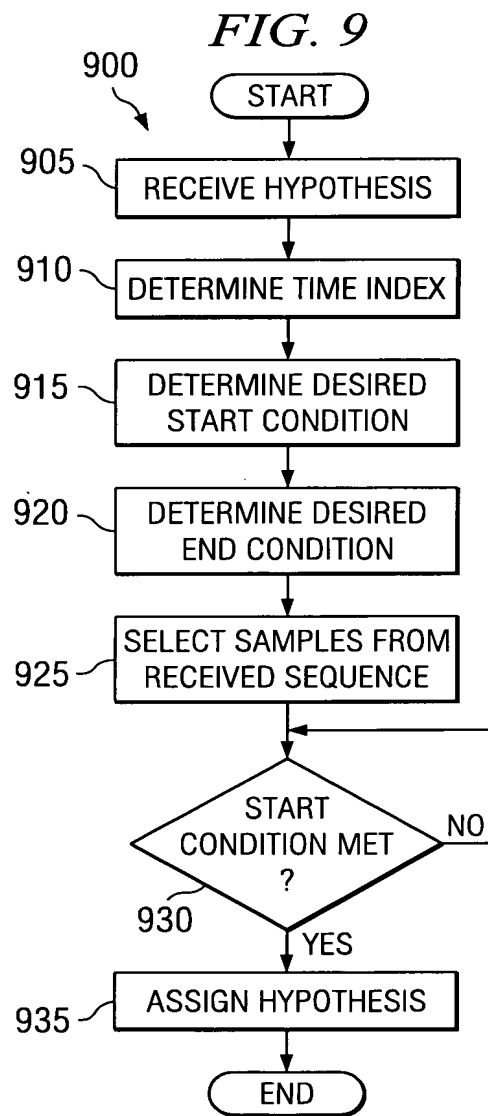 FIG. 9
900
START
905
RECEIVE HYPOTHESIS
910
DETERMINE TIME INDEX
915
DETERMINE DESIRED
START CONDITION
920
DETERMINE DESIRED
END CONDITION
925
SELECT SAMPLES FROM
RECEIVED SEQUENCE
START
CONDITION MET
?
NO
930
YES
935
ASSIGN HYPOTHESIS
END